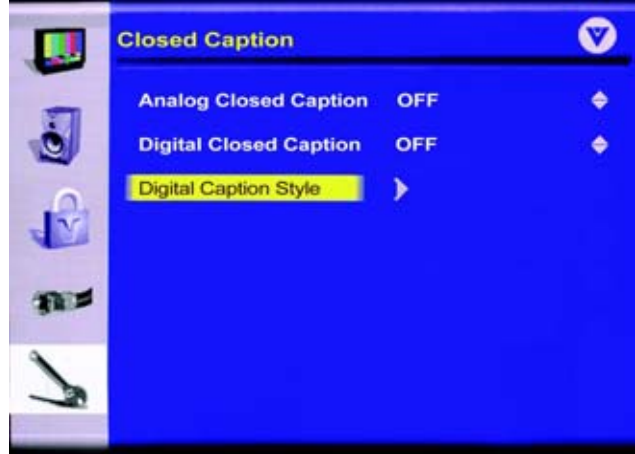 Closed Caption
V
Analog Closed Caption OFF
Digital Closed Caption OFF
Digital Caption Style